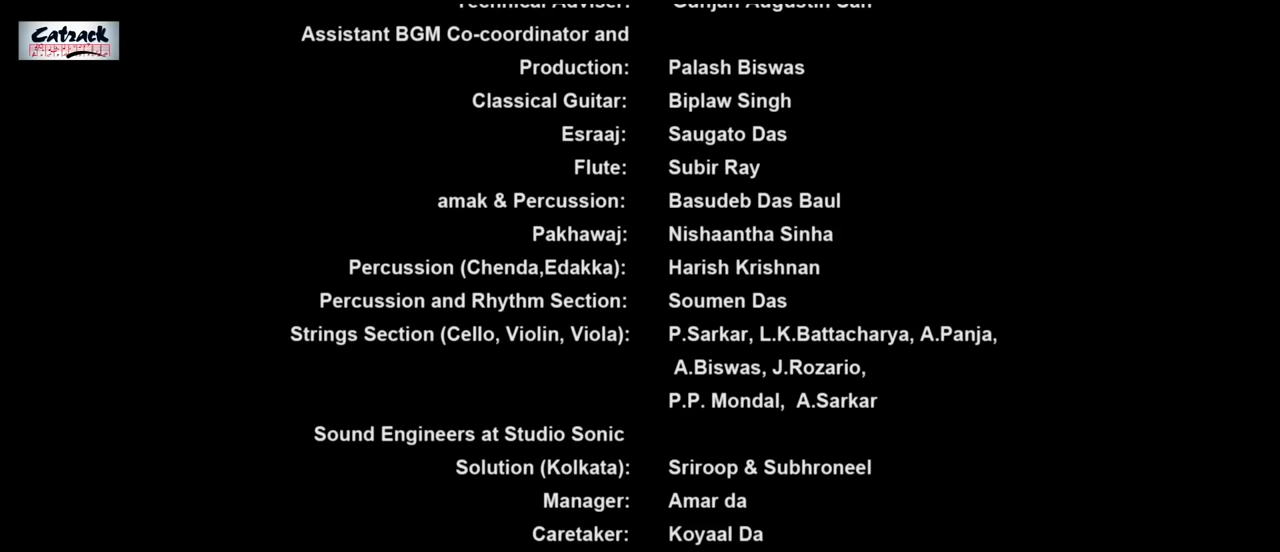 Catrack
Assistant BGM Co-coordinator and
Production: Palash Biswas
Classical Guitar: Biplaw Singh
Esraaj: Saugato Das
Flute: Subir Ray
amak & Percussion: Basudeb Das Baul
Pakhawaj: Nishaantha Sinha
Percussion (Chenda,Edakka): Harish Krishnan
Percussion and Rhythm Section: Soumen Das
Strings Section (Cello, Violin, Viola): P.Sarkar, L.K.Battacharya, A.Panja,
A.Biswas, J.Rozario,
P.P. Mondal, A.Sarkar
Sound Engineers at Studio Sonic
Solution (Kolkata): Sriroop & Subhroneel
Manager: Amar da
Caretaker: Koyaal Da